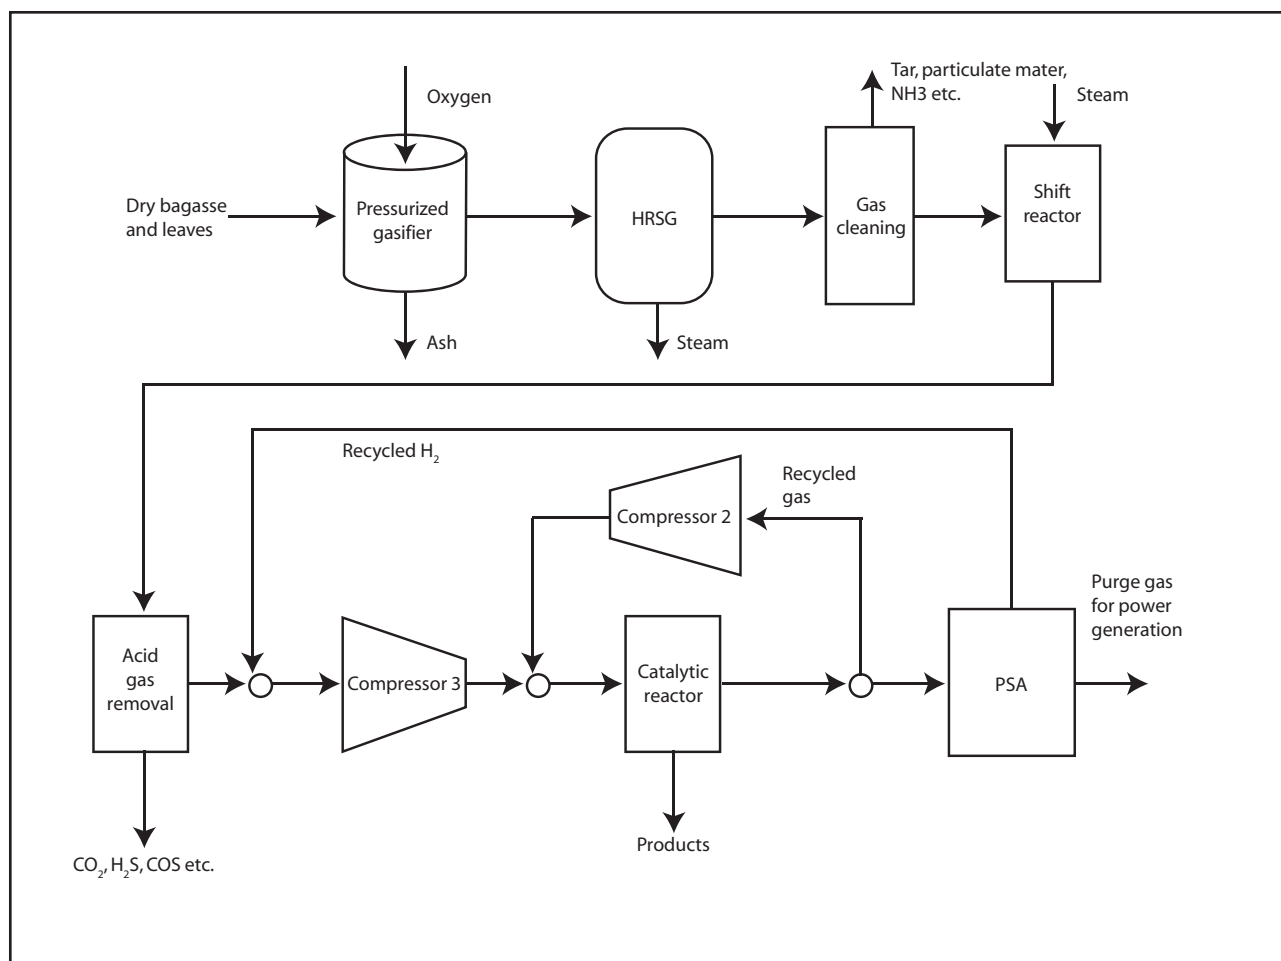 Tar, particulate mater,
NH3 etc.
Oxygen
Steam
Dry bagasse
and leaves
Pressurized
gasifier
HRSG
Gas
cleaning
Shift
reactor
Ash
Steam
Recycled H₂
Recycled
gas
Compressor 2
Purge gas
for power
generation
Acid
gas
removal
Compressor 3
Catalytic
reactor
PSA
Products
CO₂, H₂S, COS etc.